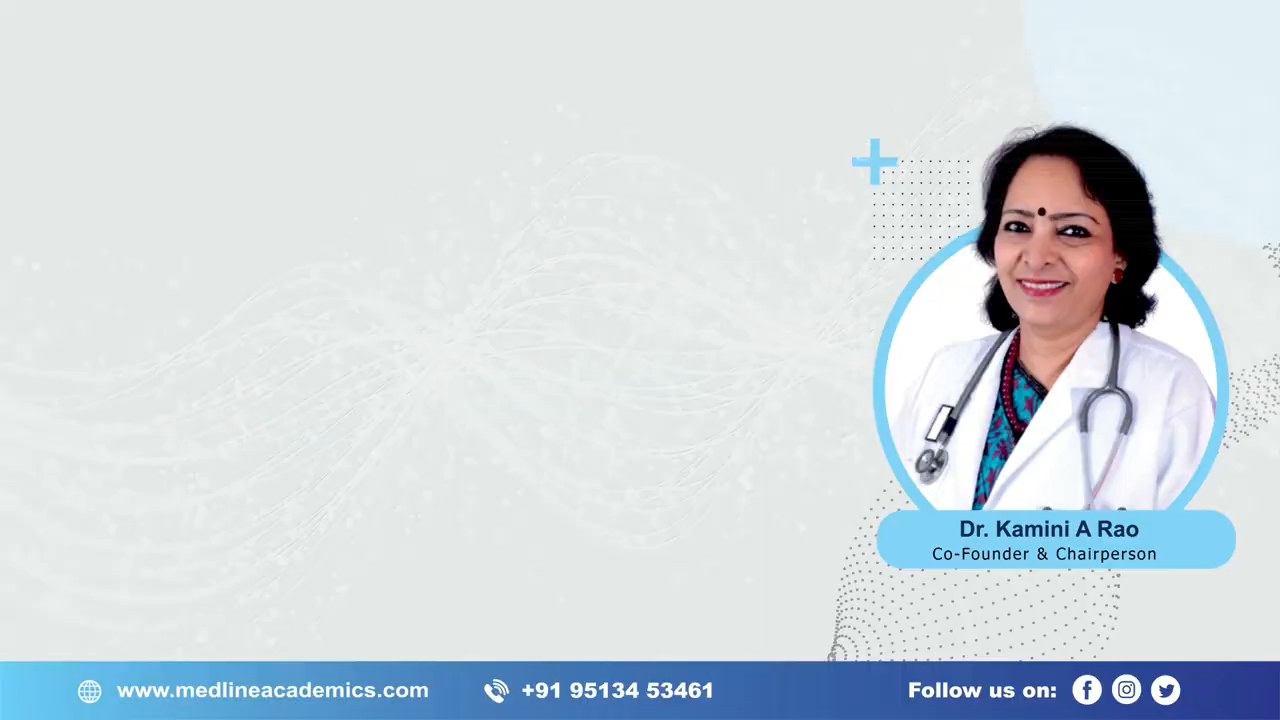 Dr. Kamini A Rao
Co-Founder & Chairperson
www.medlineacademics.com
+91 95134 53461
Follow us on: